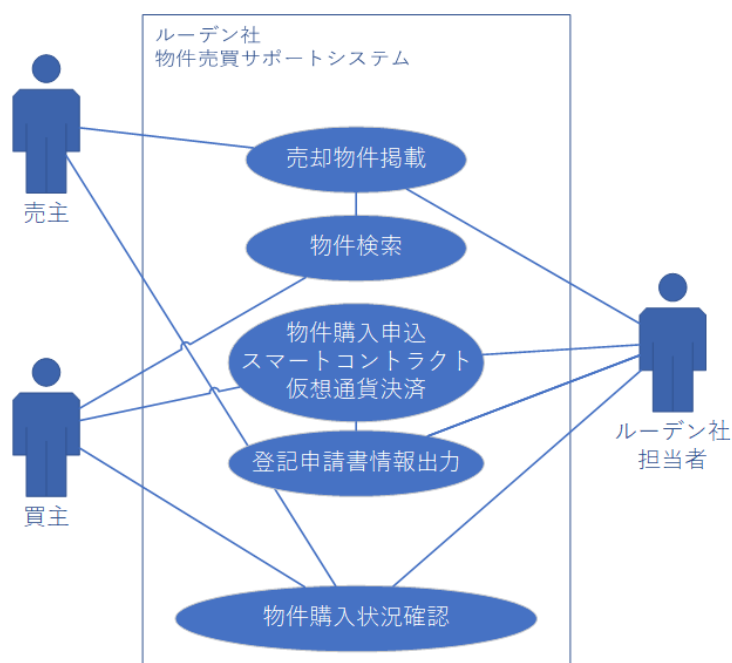 ルーデン社
物件売買サポートシステム
売主
売却物件掲載
物件検索
物件購入申込
スマートコントラクト
仮想通貨決済
買主
登記申請書情報出力
ルーデン社
担当者
物件購入状況確認